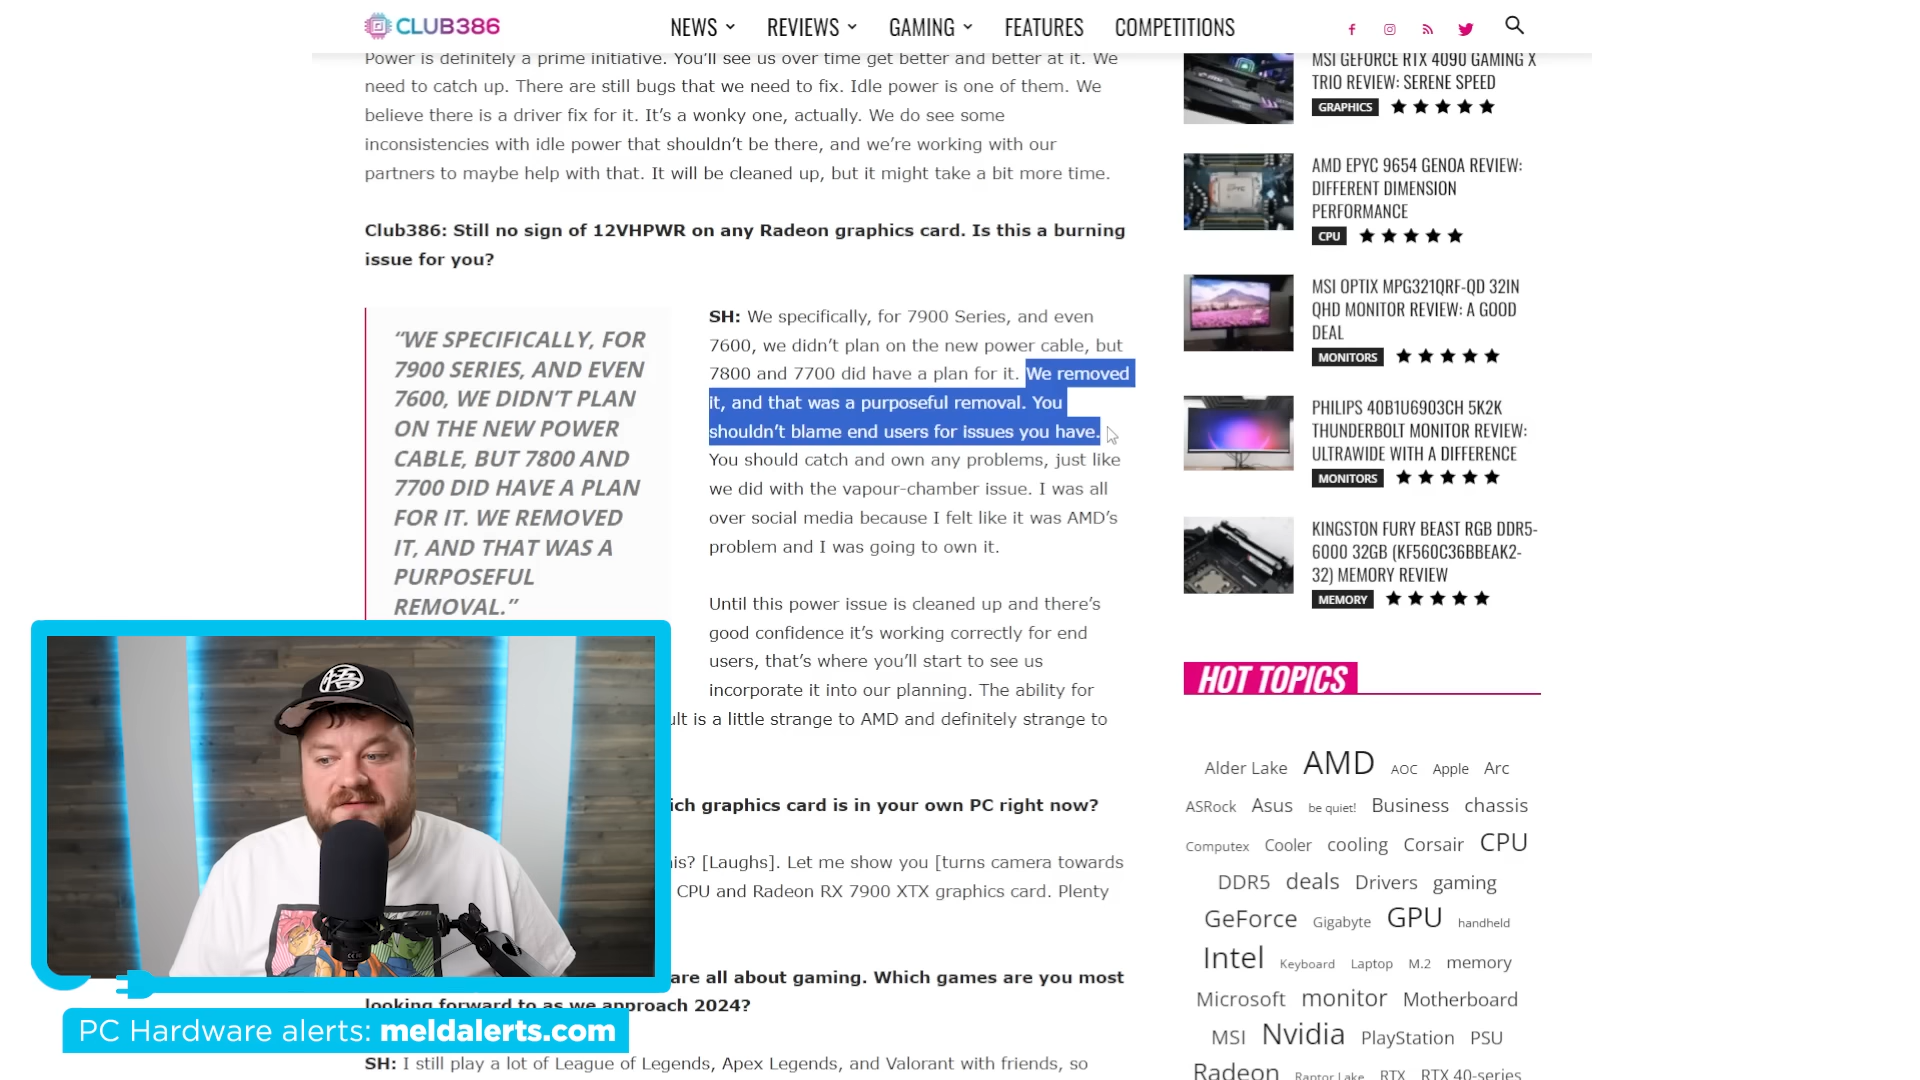 CLUB386
NEWS
REVIEWS
GAMING
FEATURES
COMPETITIONS
Power is definitely a prime initiative. You'll see us over time get better and better at it. We
need to catch up. There are still bugs that we need to fix. Idle power is one of them. We
believe there is a driver fix for it. It's a wonky one, actually. We do see some
inconsistencies with idle power that shouldn't be there, and we're working with our
partners to maybe help with that. It will be cleaned up, but it might take a bit more time.
Club386: Still no sign of 12VHPWR on any Radeon graphics card. Is this a burning
issue for you?
“WE SPECIFICALLY, FOR
7900 SERIES, AND EVEN
7600, WE DIDN'T PLAN
ON THE NEW POWER
CABLE, BUT 7800 AND
7700 DID HAVE A PLAN
FOR IT. WE REMOVED
IT, AND THAT WAS A
PURPOSEFUL
REMOVAL.”
SH: We specifically, for 7900 Series, and even
7600, we didn't plan on the new power cable, but
7800 and 7700 did have a plan for it. We removed
it, and that was a purposeful removal. You
shouldn't blame end users for issues you have.
You should catch and own any problems, just like
we did with the vapour-chamber issue. I was all
over social media because I felt like it was AMD's
problem and I was going to own it.
Until this power issue is cleaned up and there's
good confidence it's working correctly for end
users, that's where you'll start to see us
incorporate it into our planning. The ability for
ult is a little strange to AMD and definitely strange to
ich graphics card is in your own PC right now?
is? [Laughs]. Let me show you [turns camera towards
CPU and Radeon RX 7900 XTX graphics card. Plenty
are all about gaming. Which games are you most
looking forward to as we approach 2024?
SH: I still play a lot of League of Legends, Apex Legends, and Valorant with friends, so
悟
PC Hardware alerts: meldalerts.com
MSI GEFORCE RTX 4090 GAMING X
TRIO REVIEW: SERENE SPEED
GRAPHICS
AMD EPYC 9654 GENOA REVIEW:
DIFFERENT DIMENSION
PERFORMANCE
CPU
MSI OPTIX MPG321QRF-QD 32IN
QHD MONITOR REVIEW: A GOOD
DEAL
MONITORS
PHILIPS 40B1U6903CH 5K2K
THUNDERBOLT MONITOR REVIEW:
ULTRAWIDE WITH A DIFFERENCE
MONITORS
KINGSTON FURY BEAST RGB DDR5-
6000 32GB (KF560C36BBEAK2-
32) MEMORY REVIEW
MEMORY
HOT TOPICS
Alder Lake AMD AOC Apple Arc
ASRock Asus be quiet! Business chassis
Computex Cooler cooling Corsair CPU
DDR5 deals Drivers gaming
GeForce Gigabyte GPU handheld
Intel Keyboard Laptop M.2 memory
Microsoft monitor Motherboard
MSI Nvidia PlayStation PSU
Radeon Raptor Lake RTX RTX 40-series